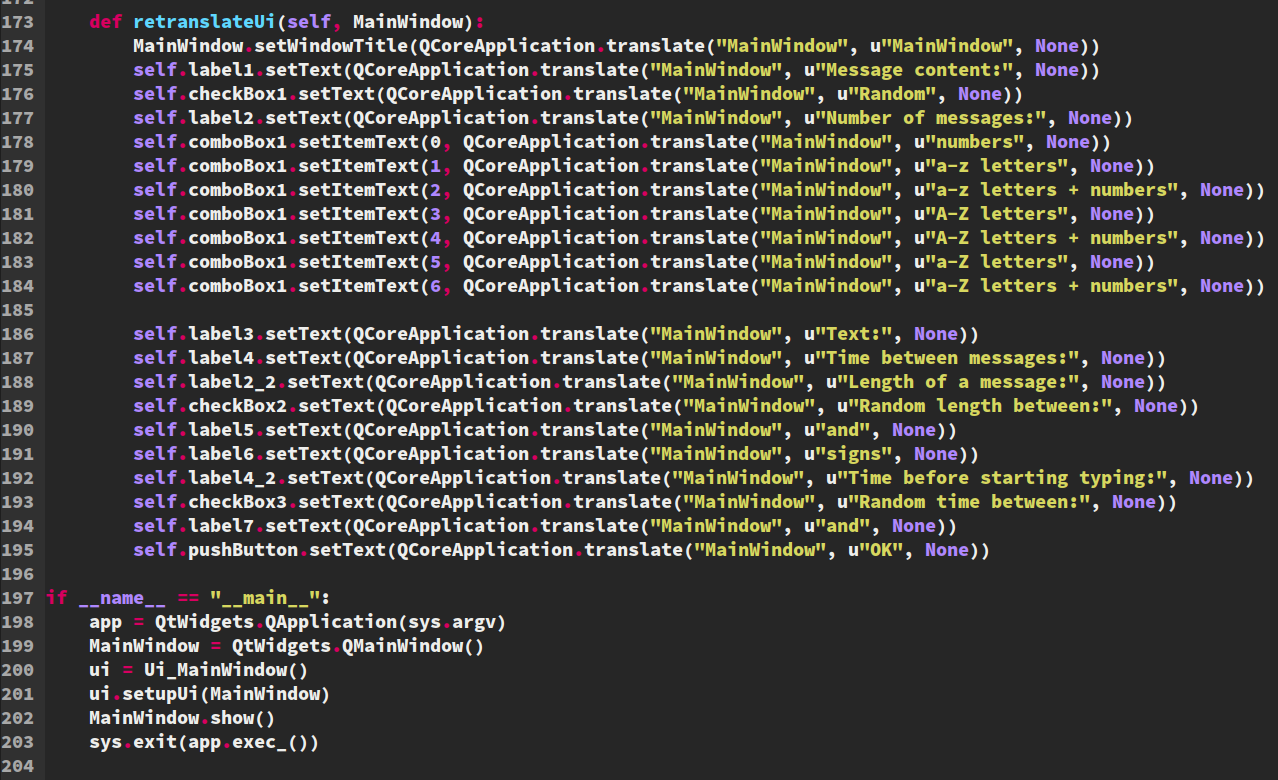 172
173     def retranslateUi(self, MainWindow):
174         MainWindow.setWindowTitle(QCoreApplication.translate("MainWindow", u"MainWindow", None))
175         self.label1.setText(QCoreApplication.translate("MainWindow", u"Message content:", None))
176         self.checkBox1.setText(QCoreApplication.translate("MainWindow", u"Random", None))
177         self.label2.setText(QCoreApplication.translate("MainWindow", u"Number of messages:", None))
178         self.comboBox1.setItemText(0, QCoreApplication.translate("MainWindow", u"numbers", None))
179         self.comboBox1.setItemText(1, QCoreApplication.translate("MainWindow", u"a-z letters", None))
180         self.comboBox1.setItemText(2, QCoreApplication.translate("MainWindow", u"a-z letters + numbers", None))
181         self.comboBox1.setItemText(3, QCoreApplication.translate("MainWindow", u"A-Z letters", None))
182         self.comboBox1.setItemText(4, QCoreApplication.translate("MainWindow", u"A-Z letters + numbers", None))
183         self.comboBox1.setItemText(5, QCoreApplication.translate("MainWindow", u"a-Z letters", None))
184         self.comboBox1.setItemText(6, QCoreApplication.translate("MainWindow", u"a-Z letters + numbers", None))
185
186         self.label3.setText(QCoreApplication.translate("MainWindow", u"Text:", None))
187         self.label4.setText(QCoreApplication.translate("MainWindow", u"Time between messages:", None))
188         self.label2_2.setText(QCoreApplication.translate("MainWindow", u"Length of a message:", None))
189         self.checkBox2.setText(QCoreApplication.translate("MainWindow", u"Random length between:", None))
190         self.label5.setText(QCoreApplication.translate("MainWindow", u"and", None))
191         self.label6.setText(QCoreApplication.translate("MainWindow", u"signs", None))
192         self.label4_2.setText(QCoreApplication.translate("MainWindow", u"Time before starting typing:", None))
193         self.checkBox3.setText(QCoreApplication.translate("MainWindow", u"Random time between:", None))
194         self.label7.setText(QCoreApplication.translate("MainWindow", u"and", None))
195         self.pushButton.setText(QCoreApplication.translate("MainWindow", u"OK", None))
196
197 if __name__ == "__main__":
198     app = QtWidgets.QApplication(sys.argv)
199     MainWindow = QtWidgets.QMainWindow()
200     ui = Ui_MainWindow()
201     ui.setupUi(MainWindow)
202     MainWindow.show()
203     sys.exit(app.exec_())
204